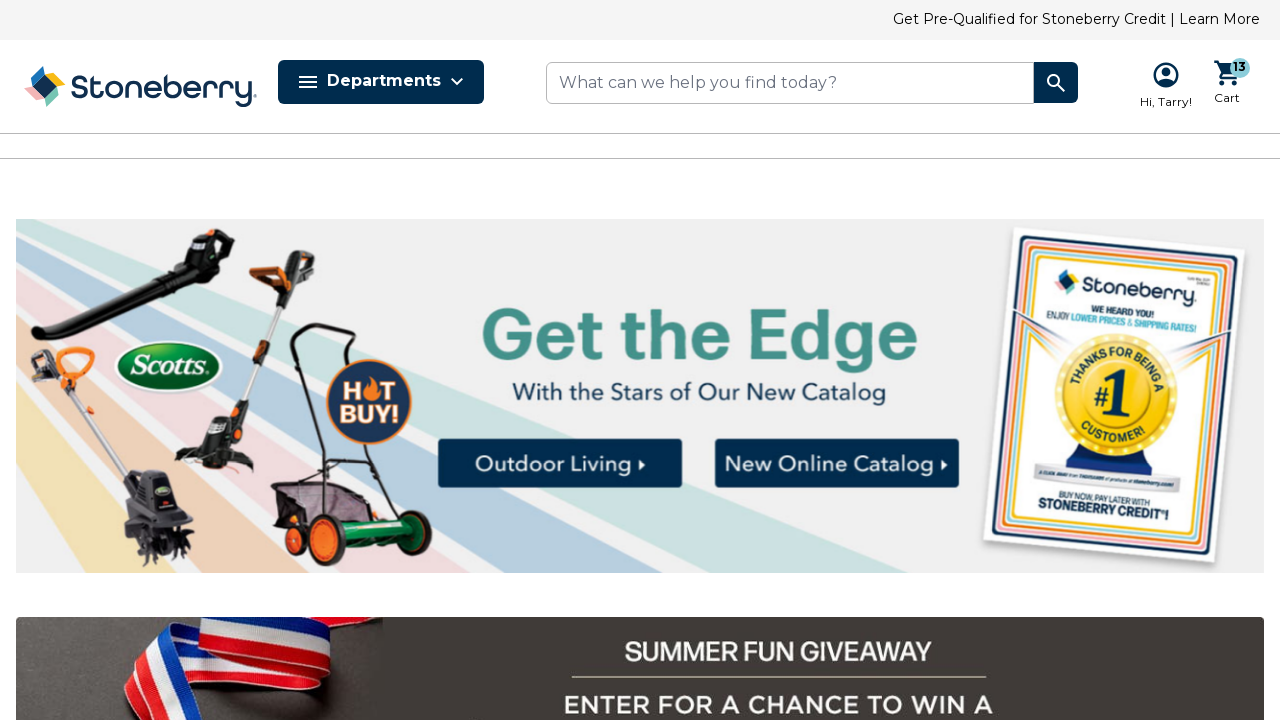 Get Pre-Qualified for Stoneberry Credit | Learn More
Stoneberry®
Departments
What can we help you find today?
Hi, Tarry!
13
Cart
Scotts®
HOT
BUY!
Get the Edge
With the Stars of Our New Catalog
Outdoor Living
New Online Catalog
Stoneberry®
WE HEARD YOU!
ENJOY LOWER PRICES & SHIPPING RATES!
THANKS FOR BEING A
#1
CUSTOMER!
BUY NOW, PAY LATER WITH
STONEBERRY CREDIT®!
SUMMER FUN GIVEAWAY
ENTER FOR A CHANCE TO WIN A